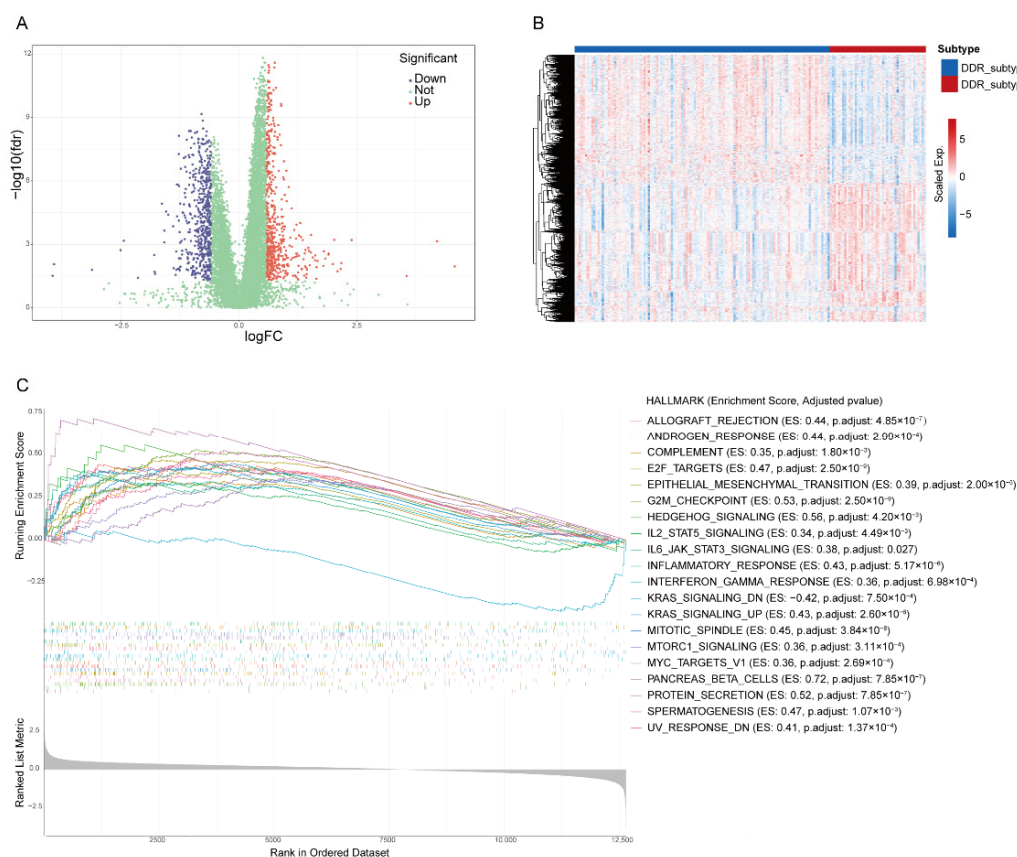 A
12
9
6
3
0
−log10(fdr)
−2.5
0.0
2.5
logFC
Significant
Down
Not
Up
B
Subtype
DDR_subtyp
DDR_subtyp
5
0
−5
Scaled Exp.
C
0.75
0.50
0.25
0.00
−0.25
Running Enrichment Score
2.5
0.0
−2.5
Ranked List Metric
2500
5000
7500
10 000
12,500
Rank in Ordered Dataset
HALLMARK (Enrichment Score, Adjusted pvalue)
ALLOGRAFT_REJECTION (ES: 0.44, p.adjust: 4.85×10⁻⁷)
ANDROGEN_RESPONSE (ES: 0.44, p.adjust: 2.99×10⁻⁴)
COMPLEMENT (ES: 0.35, p.adjust: 1.80×10⁻³)
E2F_TARGETS (ES: 0.47, p.adjust: 2.50×10⁻⁹)
EPITHELIAL_MESENCHYMAL_TRANSITION (ES: 0.39, p.adjust: 2.00×10⁻⁵)
G2M_CHECKPOINT (ES: 0.53, p.adjust: 2.50×10⁻⁹)
HEDGEHOG_SIGNALING (ES: 0.56, p.adjust: 4.20×10⁻³)
IL2_STAT5_SIGNALING (ES: 0.34, p.adjust: 4.49×10⁻³)
IL6_JAK_STAT3_SIGNALING (ES: 0.38, p.adjust: 0.027)
INFLAMMATORY_RESPONSE (ES: 0.43, p.adjust: 5.17×10⁻⁶)
INTERFERON_GAMMA_RESPONSE (ES: 0.36, p.adjust: 6.98×10⁻⁴)
KRAS_SIGNALING_DN (ES: −0.42, p.adjust: 7.50×10⁻⁴)
KRAS_SIGNALING_UP (ES: 0.43, p.adjust: 2.60×10⁻⁶)
MITOTIC_SPINDLE (ES: 0.45, p.adjust: 3.84×10⁻⁸)
MTORC1_SIGNALING (ES: 0.36, p.adjust: 3.11×10⁻⁴)
MYC_TARGETS_V1 (ES: 0.36, p.adjust: 2.69×10⁻⁴)
PANCREAS_BETA_CELLS (ES: 0.72, p.adjust: 7.85×10⁻⁷)
PROTEIN_SECRETION (ES: 0.52, p.adjust: 7.85×10⁻⁷)
SPERMATOGENESIS (ES: 0.47, p.adjust: 1.07×10⁻³)
UV_RESPONSE_DN (ES: 0.41, p.adjust: 1.37×10⁻⁴)